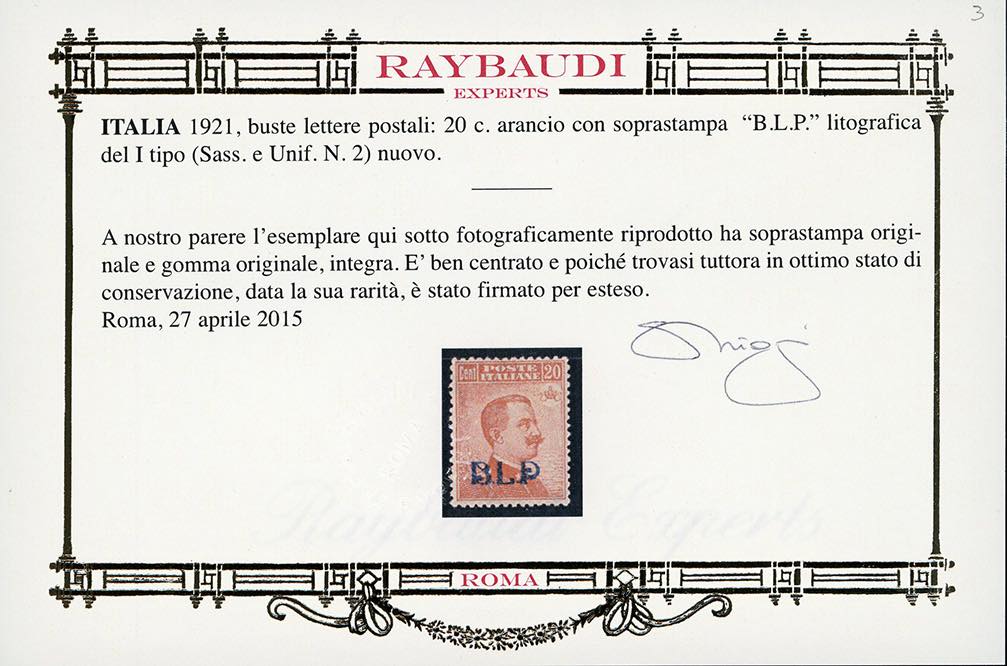 3
RAYBAUDI
EXPERTS
ITALIA 1921, buste lettere postali: 20 c. arancio con soprastampa “B.L.P.” litografica
del I tipo (Sass. e Unif. N. 2) nuovo.
A nostro parere l’esemplare qui sotto fotograficamente riprodotto ha soprastampa origi-
nale e gomma originale, integra. E’ ben centrato e poiché trovasi tuttora in ottimo stato di
conservazione, data la sua rarità, è stato firmato per esteso.
Roma, 27 aprile 2015
Cent POSTE ITALIANE 20
B.L.P
Raybaudi Experts
ROMA